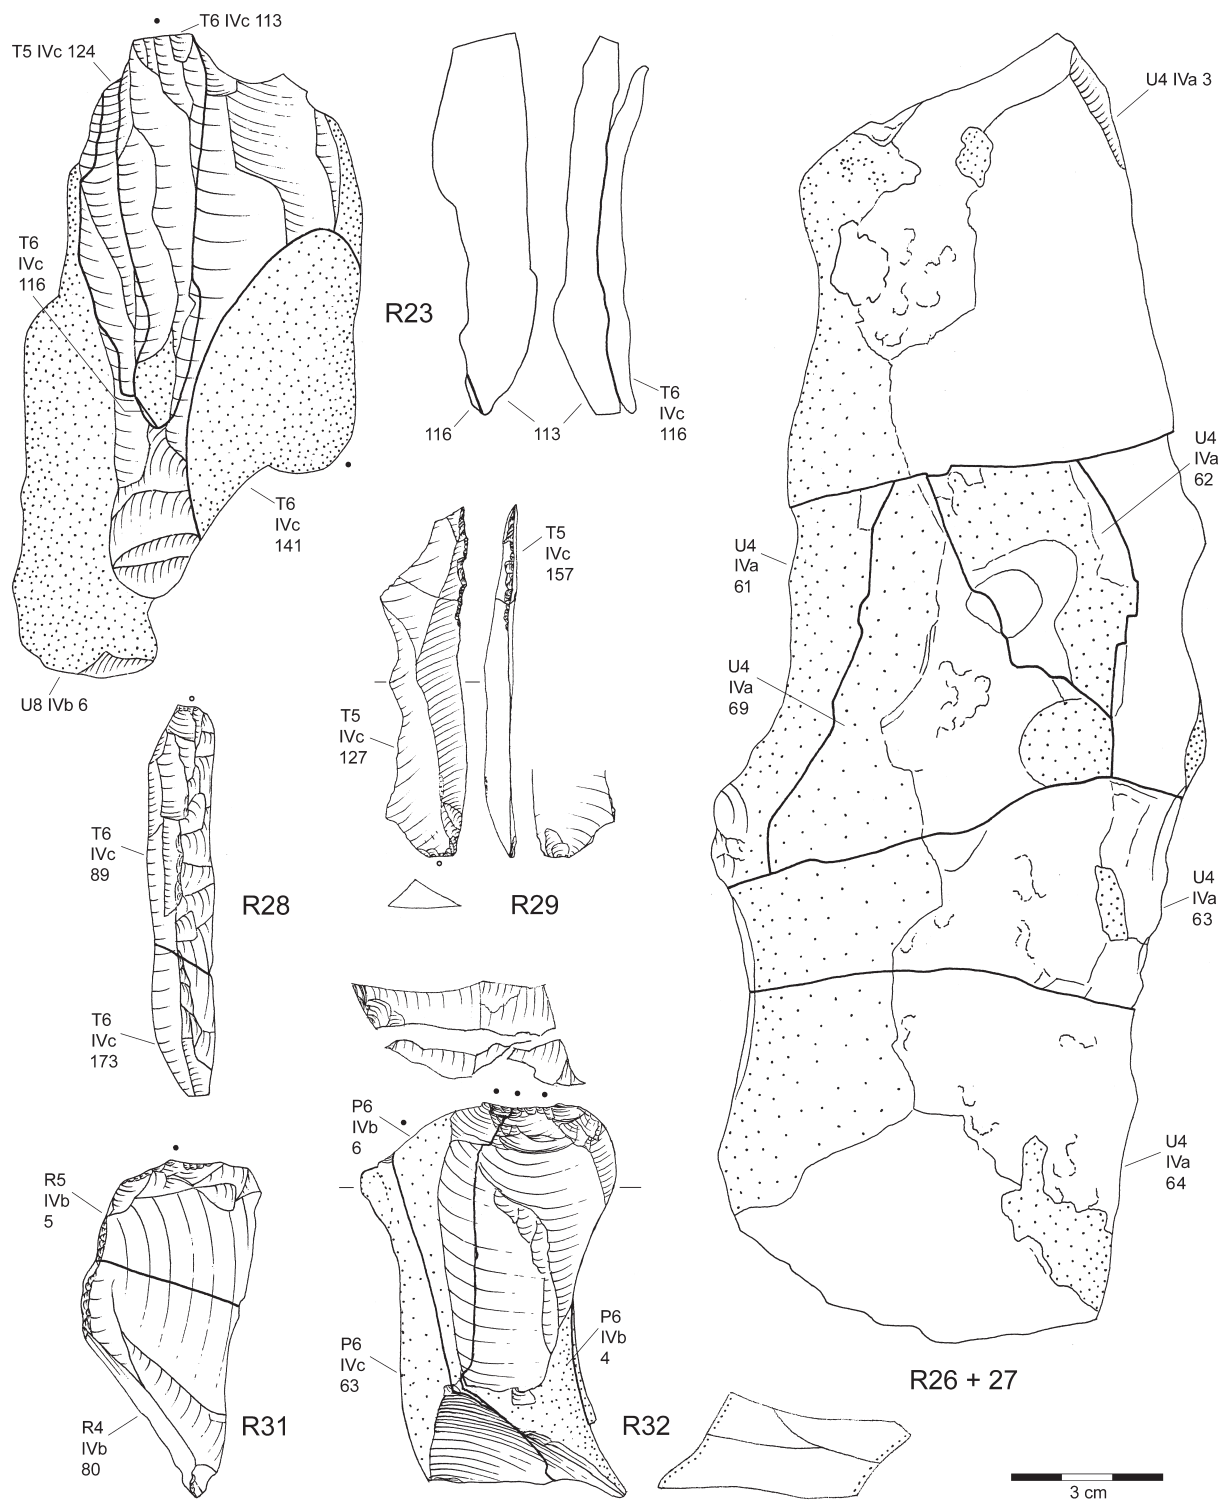 T6 IVc 113
T5 IVc 124
T6
IVc
116
R23
116
113
T6
IVc
116
T6
IVc
141
U8 IVb 6
U4 IVa 3
U4
IVa
62
U4
IVa
61
U4
IVa
69
U4
IVa
63
U4
IVa
64
R26 + 27
T5
IVc
157
T5
IVc
127
R29
T6
IVc
89
R28
T6
IVc
173
P6
IVb
6
P6
IVc
63
P6
IVb
4
R32
R5
IVb
5
R4
IVb
80
R31
3 cm